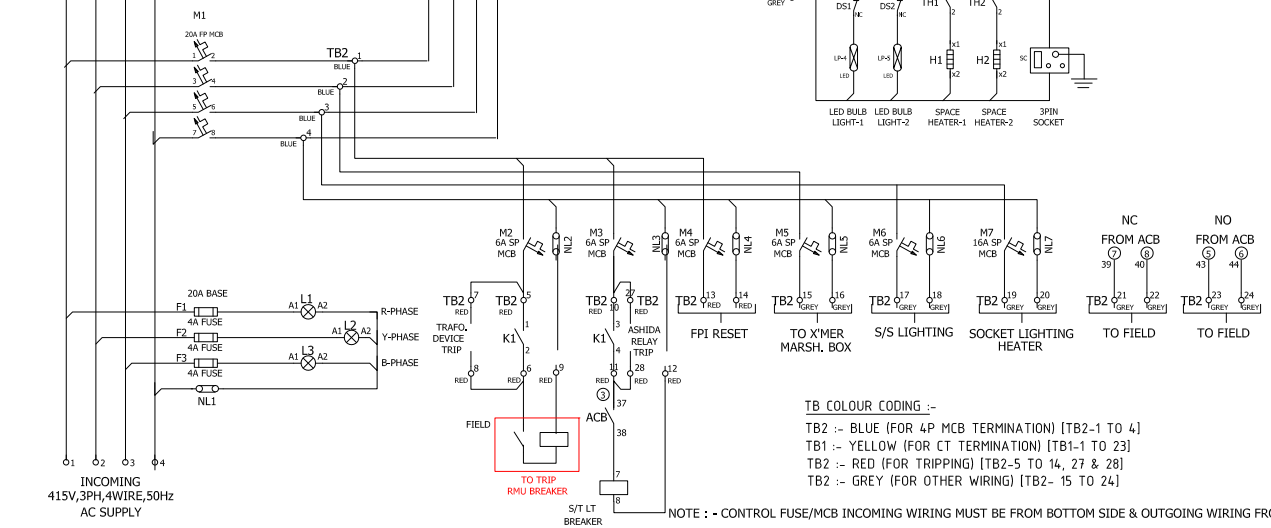 M1
20A FP MCB
1 2
3 4
5 6
7 8
TB2 1
BLUE
2
BLUE
3
BLUE
4
BLUE
GREY
DS1 NC
DS2 NC
TH1 2
TH2 2
LP-4
LED
LP-5
LED
x1
H1
x2
x1
H2
x2
SC
LED BULB
LIGHT-1
LED BULB
LIGHT-2
SPACE
HEATER-1
SPACE
HEATER-2
3PIN
SOCKET
M2
6A SP
MCB
NL2
M3
6A SP
MCB
NL3
M4
6A SP
MCB
NL4
M5
6A SP
MCB
NL5
M6
6A SP
MCB
NL6
M7
16A SP
MCB
NL7
NC
FROM ACB
7 8
39 40
NO
FROM ACB
5 6
43 44
20A BASE
F1
4A FUSE
A1 L1 A2
R-PHASE
F2
4A FUSE
A1 L2 A2
Y-PHASE
F3
4A FUSE
A1 L3 A2
B-PHASE
NL1
TB2 7
TRAFO.
DEVICE
TRIP
8
RED
TB2 5
1
K1
2
6
RED
9
RED
TB2 10
27 TB2
3
K1
4
ASHIDA
RELAY
TRIP
11
RED
28
RED
12
RED
TB2 13
RED
14
RED
FPI RESET
TB2 15
GREY
16
GREY
TO X'MER
MARSH. BOX
TB2 17
GREY
18
GREY
S/S LIGHTING
TB2 19
GREY
20
GREY
SOCKET LIGHTING
HEATER
TB2 21
GREY
22
GREY
TO FIELD
TB2 23
GREY
24
GREY
TO FIELD
3
37
ACB
38
7
8
S/T LT
BREAKER
FIELD
TO TRIP
RMU BREAKER
1 2 3 4
INCOMING
415V,3PH,4WIRE,50Hz
AC SUPPLY
TB COLOUR CODING :-
TB2 :- BLUE (FOR 4P MCB TERMINATION) [TB2-1 TO 4]
TB1 :- YELLOW (FOR CT TERMINATION) [TB1-1 TO 23]
TB2 :- RED (FOR TRIPPING) [TB2-5 TO 14, 27 & 28]
TB2 :- GREY (FOR OTHER WIRING) [TB2- 15 TO 24]
NOTE : - CONTROL FUSE/MCB INCOMING WIRING MUST BE FROM BOTTOM SIDE & OUTGOING WIRING FRO